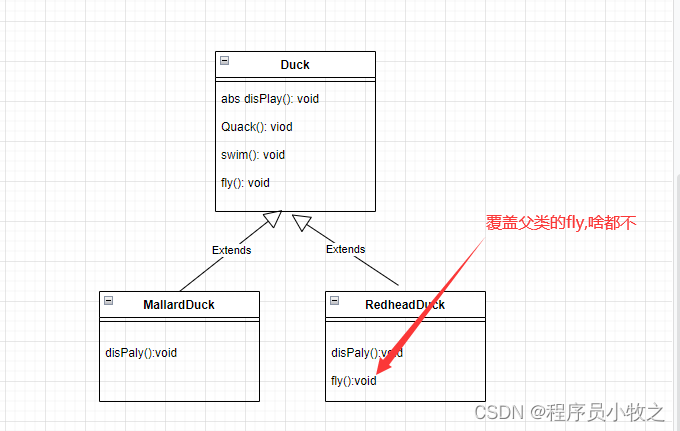 Duck
abs disPlay(): void
Quack(): viod
swim(): void
fly(): void
覆盖父类的fly,啥都不
Extends
Extends
MallardDuck
RedheadDuck
disPaly():void
disPaly():void
fly():void
CSDN @程序员小牧之